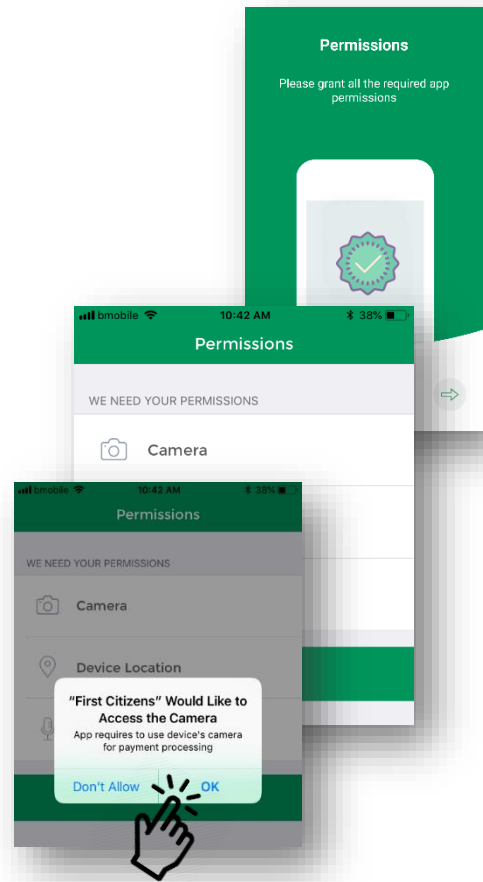 Permissions
Please grant all the required app
permissions
bmobile 10:42 AM 38%
Permissions
WE NEED YOUR PERMISSIONS
Camera
bmobile 10:42 AM 38%
Permissions
WE NEED YOUR PERMISSIONS
Camera
Device Location
"First Citizens" Would Like to
Access the Camera
App requires to use device's camera
for payment processing
Don't Allow OK